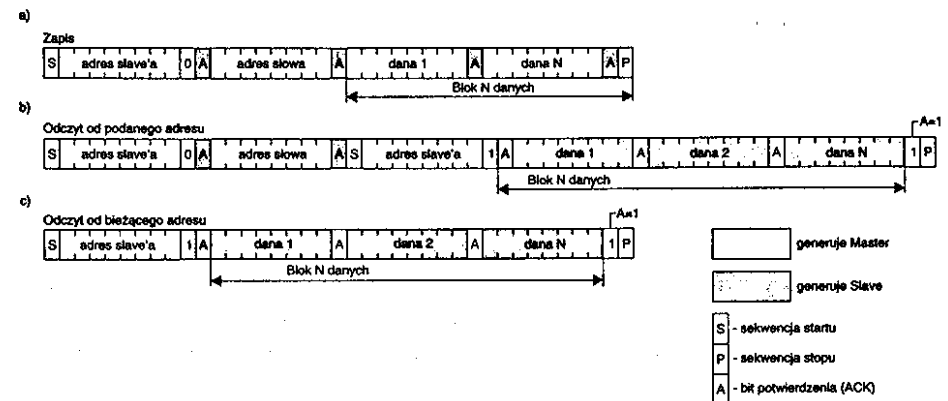 a)
Zapis
S adres slave'a 0 A adres słowa A dana 1 A dana N A P
Blok N danych
b)
Odczyt od podanego adresu
A=1
S adres slave'a 0 A adres słowa A S adres slave'a 1 A dana 1 A dana 2 A dana N 1 P
Blok N danych
c)
Odczyt od bieżącego adresu
A=1
S adres slave'a 1 A dana 1 A dana 2 A dana N 1 P
Blok N danych
generuje Master
generuje Slave
S - sekwencja startu
P - sekwencja stopu
A - bit potwierdzenia (ACK)